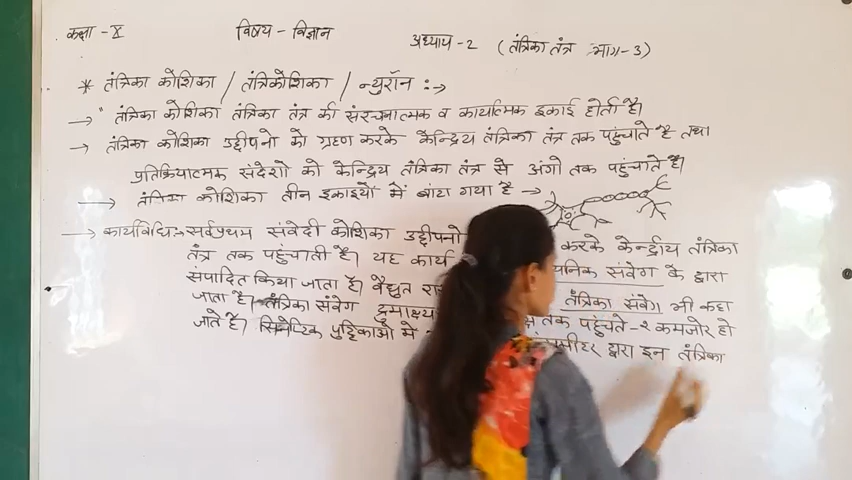 कक्षा - X विषय - विज्ञान अध्याय - 2 ( तंत्रिका तंत्र भाग - 3 )
* तंत्रिका कोशिका / तंत्रिकोशिका / न्युरॉन :→
→ " तंत्रिका कोशिका तंत्रिका तंत्र की संरचनात्मक व कार्यात्मक इकाई होती है।
→ तंत्रिका कोशिका उद्दीपनो को ग्रहण करके केन्द्रिय तंत्रिका तंत्र तक पहुंचाते है तथा
प्रतिक्रियात्मक संदेशो को केन्द्रिय तंत्रिका तंत्र से अंगो तक पहुंचाते है।
→ तंत्रिका कोशिका तीन इकाइयों में बांटा गया है →
→ कार्यविधि:→ सर्वप्रथम संवेदी कोशिका उद्दीपनो करके केन्द्रीय तंत्रिका
तंत्र तक पहुंचाती है। यह कार्य संवेग के द्वारा
संपादित किया जाता है। वैद्युत तंत्रिका संवेग भी कहा
जाता है। तंत्रिका संवेग तक पहुंचते - २ कमजोर हो
जाते है। पुट्टिकाओ मे द्वारा इन तंत्रिका